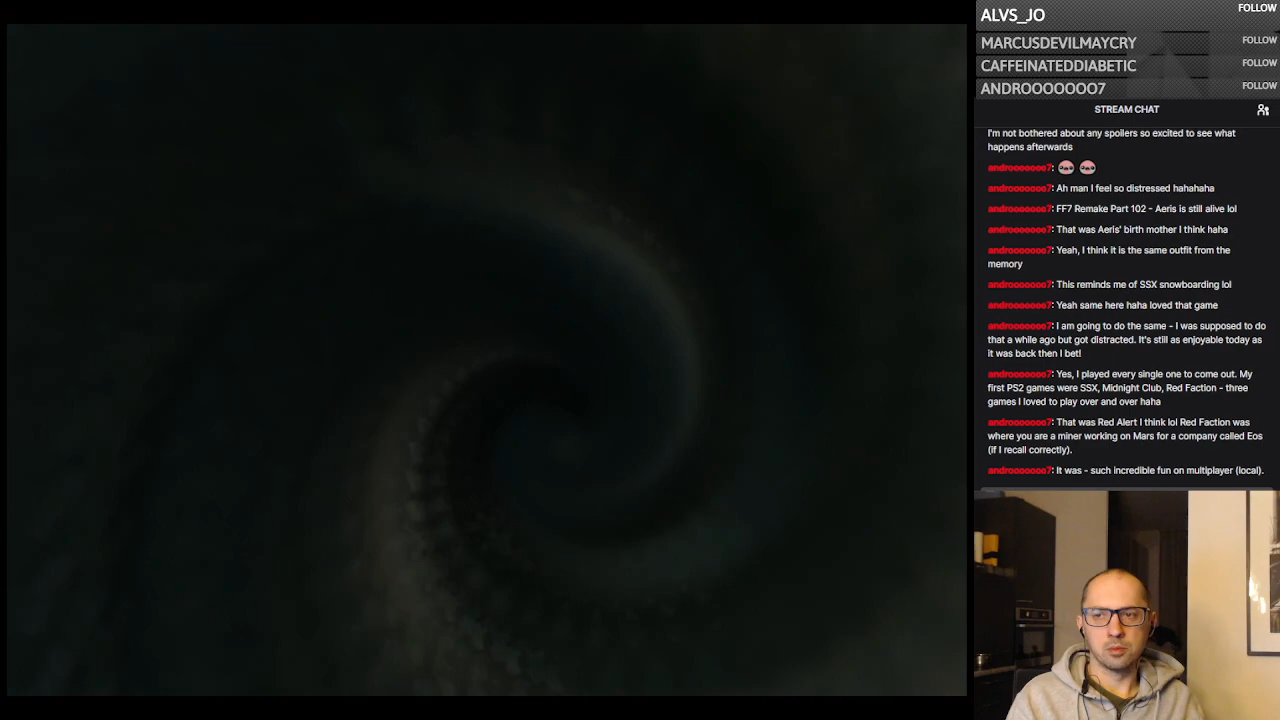 ALVS_JO FOLLOW
MARCUSDEVILMAYCRY FOLLOW
CAFFEINATEDDIABETIC FOLLOW
ANDROOOOOOO7 FOLLOW
STREAM CHAT
I'm not bothered about any spoilers so excited to see what
happens afterwards
androoooooo7:
androoooooo7: Ah man I feel so distressed hahahaha
androoooooo7: FF7 Remake Part 102 - Aeris is still alive lol
androoooooo7: That was Aeris' birth mother I think haha
androoooooo7: Yeah, I think it is the same outfit from the
memory
androoooooo7: This reminds me of SSX snowboarding lol
androoooooo7: Yeah same here haha loved that game
androoooooo7: I am going to do the same - I was supposed to do
that a while ago but got distracted. It's still as enjoyable today as
it was back then I bet!
androoooooo7: Yes, I played every single one to come out. My
first PS2 games were SSX, Midnight Club, Red Faction - three
games I loved to play over and over haha
androoooooo7: That was Red Alert I think lol Red Faction was
where you are a miner working on Mars for a company called Eos
(if I recall correctly).
androoooooo7: It was - such incredible fun on multiplayer (local).